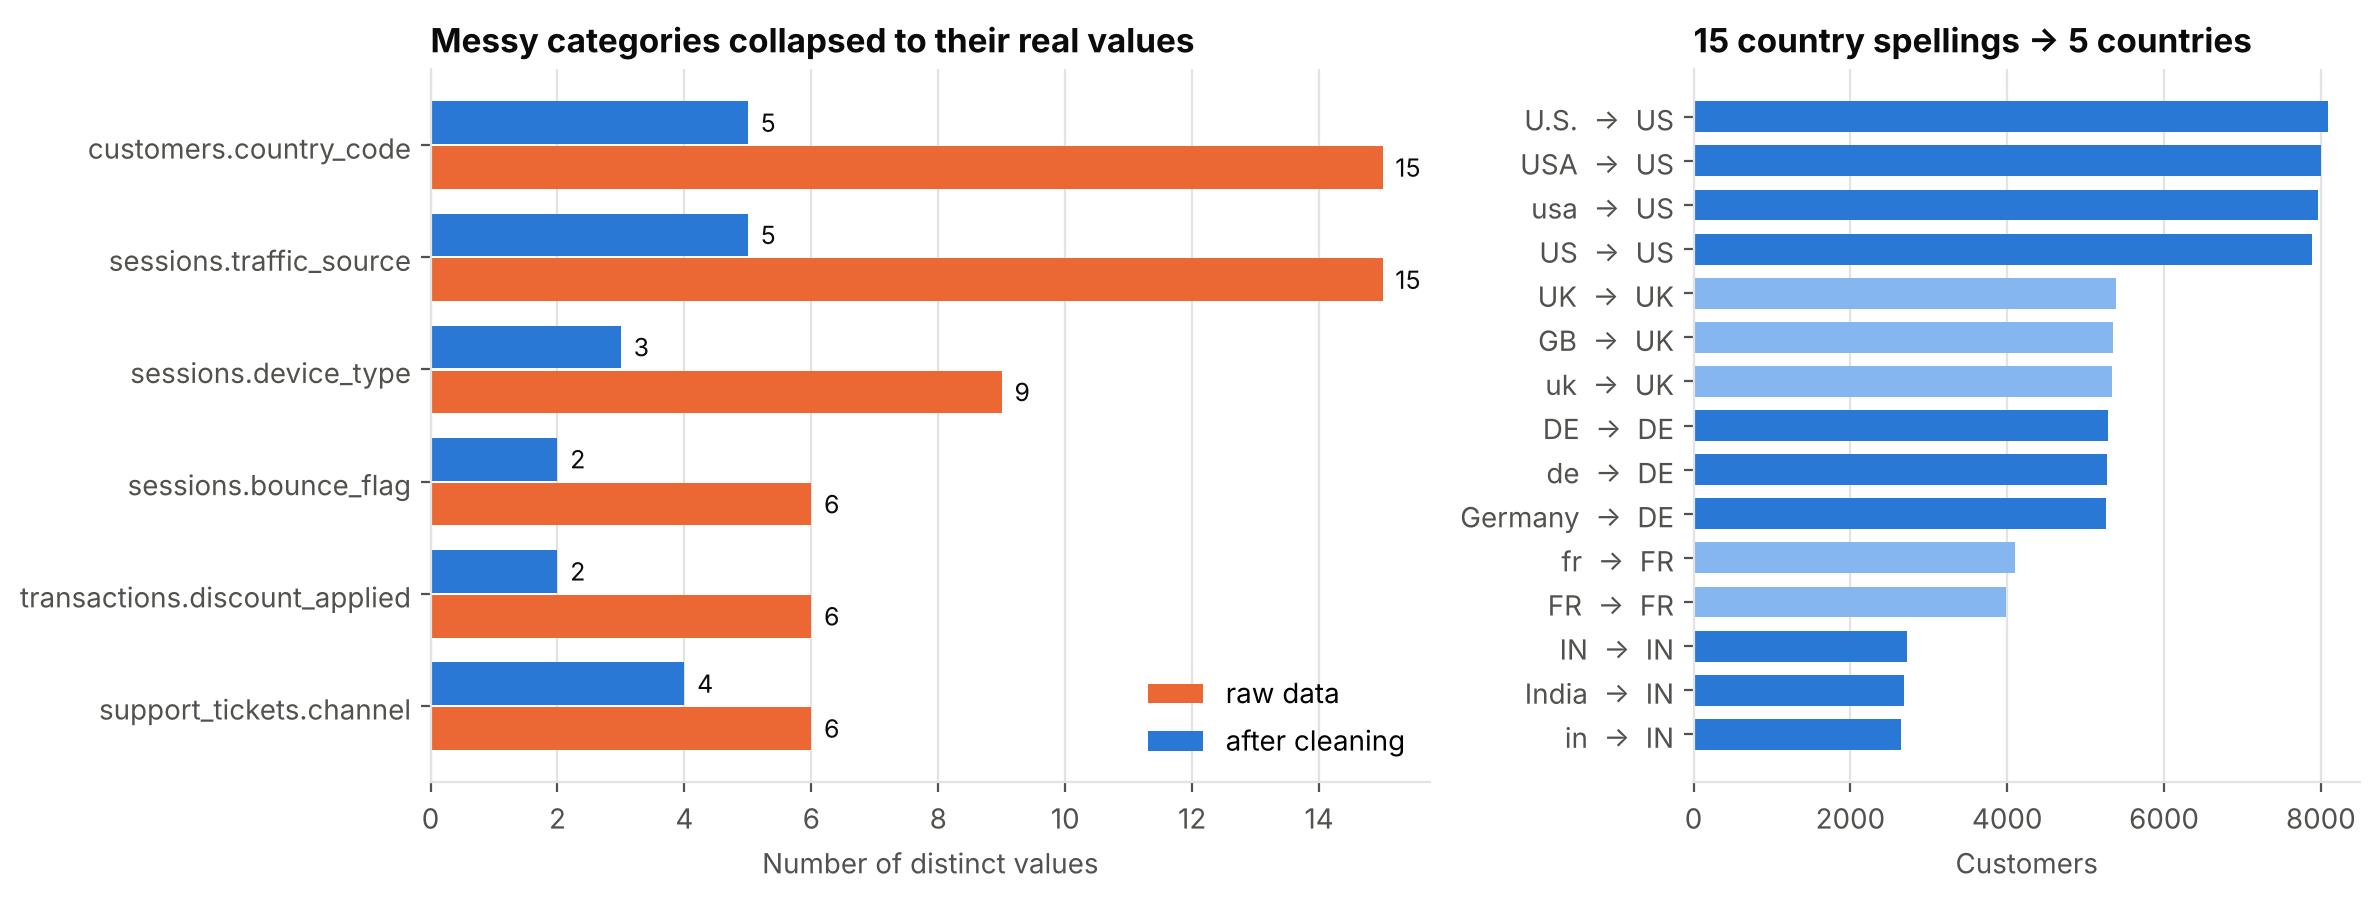 Messy categories collapsed to their real values
customers.country_code
5
15
sessions.traffic_source
5
15
sessions.device_type
3
9
sessions.bounce_flag
2
6
transactions.discount_applied
2
6
support_tickets.channel
4
6
raw data
after cleaning
0 2 4 6 8 10 12 14
Number of distinct values
15 country spellings → 5 countries
U.S. → US
USA → US
usa → US
US → US
UK → UK
GB → UK
uk → UK
DE → DE
de → DE
Germany → DE
fr → FR
FR → FR
IN → IN
India → IN
in → IN
0 2000 4000 6000 8000
Customers